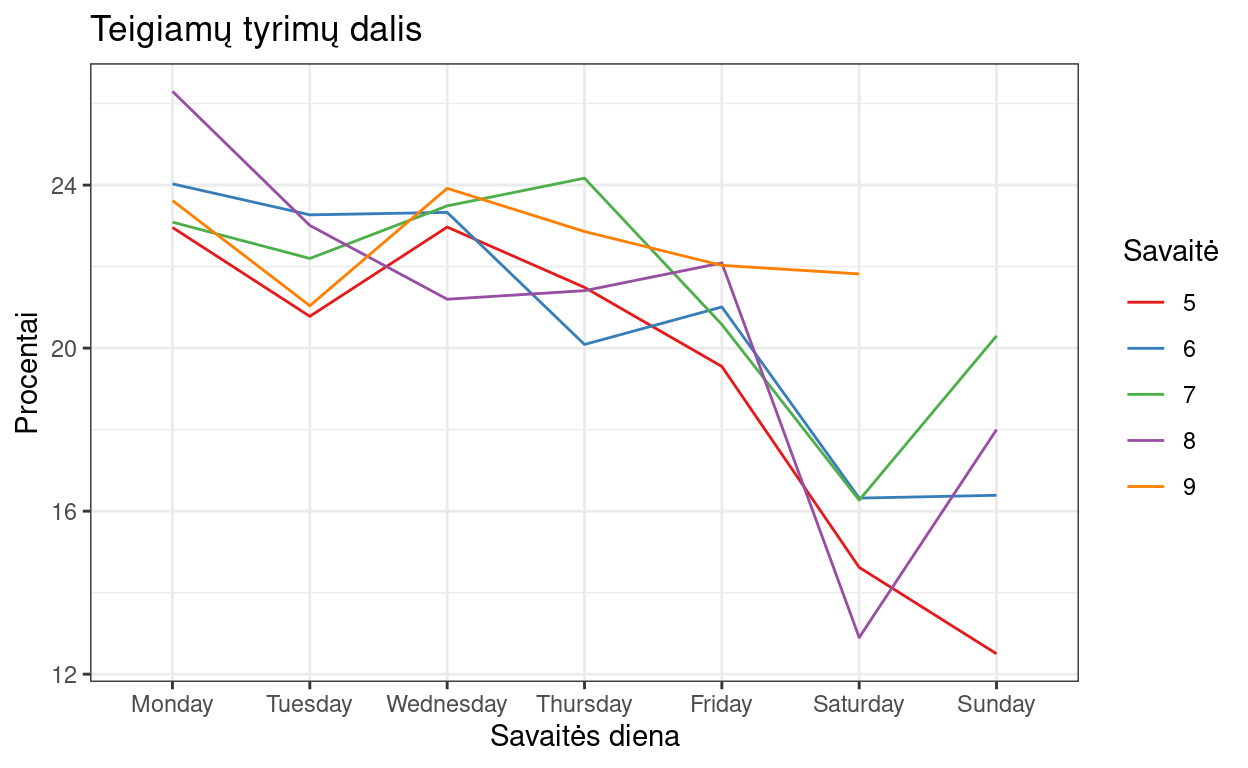 Teigiamų tyrimų dalis
Procentai
24
20
16
12
Monday Tuesday Wednesday Thursday Friday Saturday Sunday
Savaitės diena
Savaitė
5
6
7
8
9